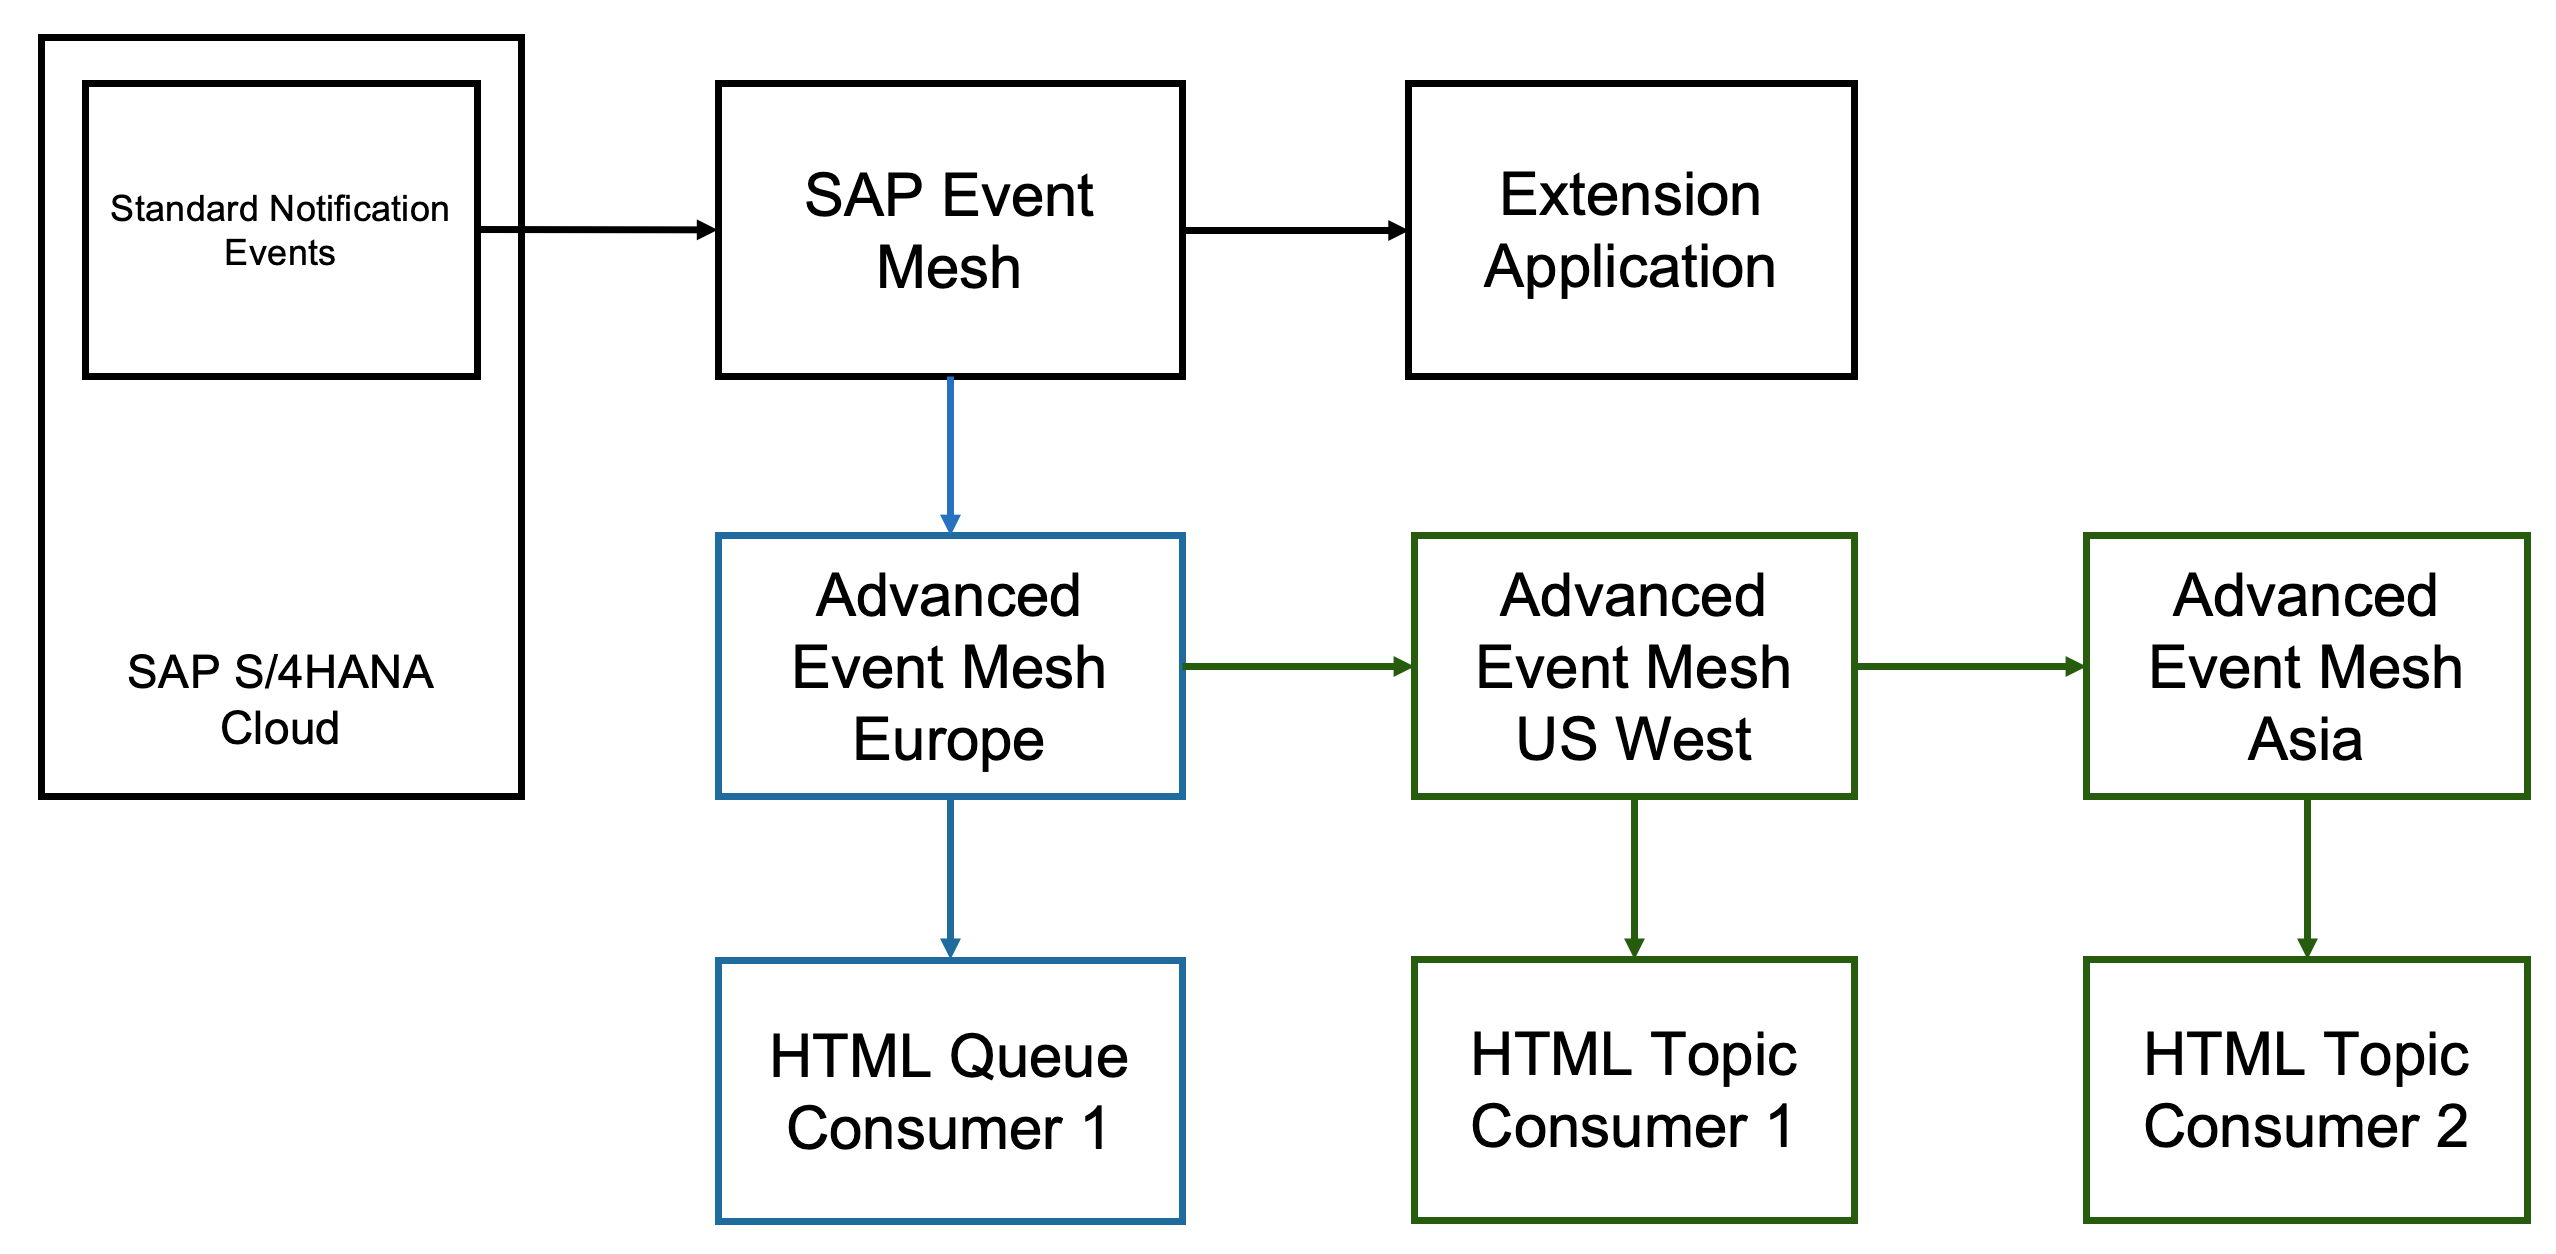 Standard Notification
Events
SAP S/4HANA
Cloud
SAP Event
Mesh
Extension
Application
Advanced
Event Mesh
Europe
Advanced
Event Mesh
US West
Advanced
Event Mesh
Asia
HTML Queue
Consumer 1
HTML Topic
Consumer 1
HTML Topic
Consumer 2